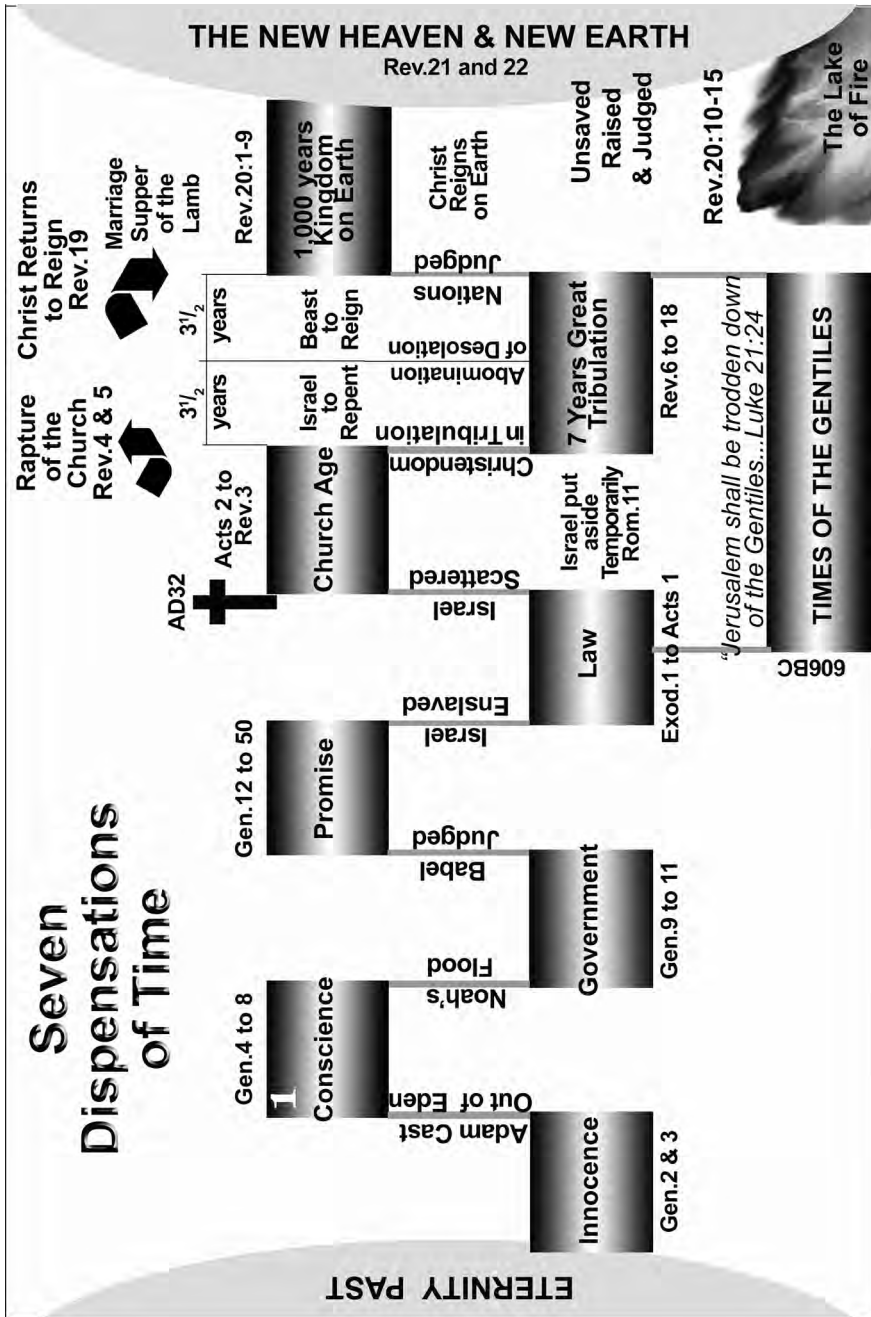 Seven
Dispensations
of Time
ETERNITY PAST
Innocence
Gen.2 & 3
Adam Cast
Out of Eden
Gen.4 to 8
1
Conscience
Noah's
Flood
Government
Gen.9 to 11
Babel
Judged
Gen.12 to 50
Promise
Israel
Enslaved
Law
Exod.1 to Acts 1
606BC
AD32
Israel
Scattered
Acts 2 to
Rev.3
Church Age
Israel put
aside
Temporarily
Rom.11
Rapture
of the
Church
Rev.4 & 5
Christendom
in Tribulation
3½
years
Israel
to
Repent
Abomination
of Desolation
3½
years
Beast
to
Reign
7 Years Great
Tribulation
Rev.6 to 18
Nations
Judged
Christ Returns
to Reign
Rev.19
Marriage
Supper
of the
Lamb
Rev.20:1-9
1,000 years
Kingdom
on Earth
Christ
Reigns
on Earth
Unsaved
Raised
& Judged
Rev.20:10-15
The Lake
of Fire
"Jerusalem shall be trodden down
of the Gentiles...Luke 21:24
TIMES OF THE GENTILES
THE NEW HEAVEN & NEW EARTH
Rev.21 and 22